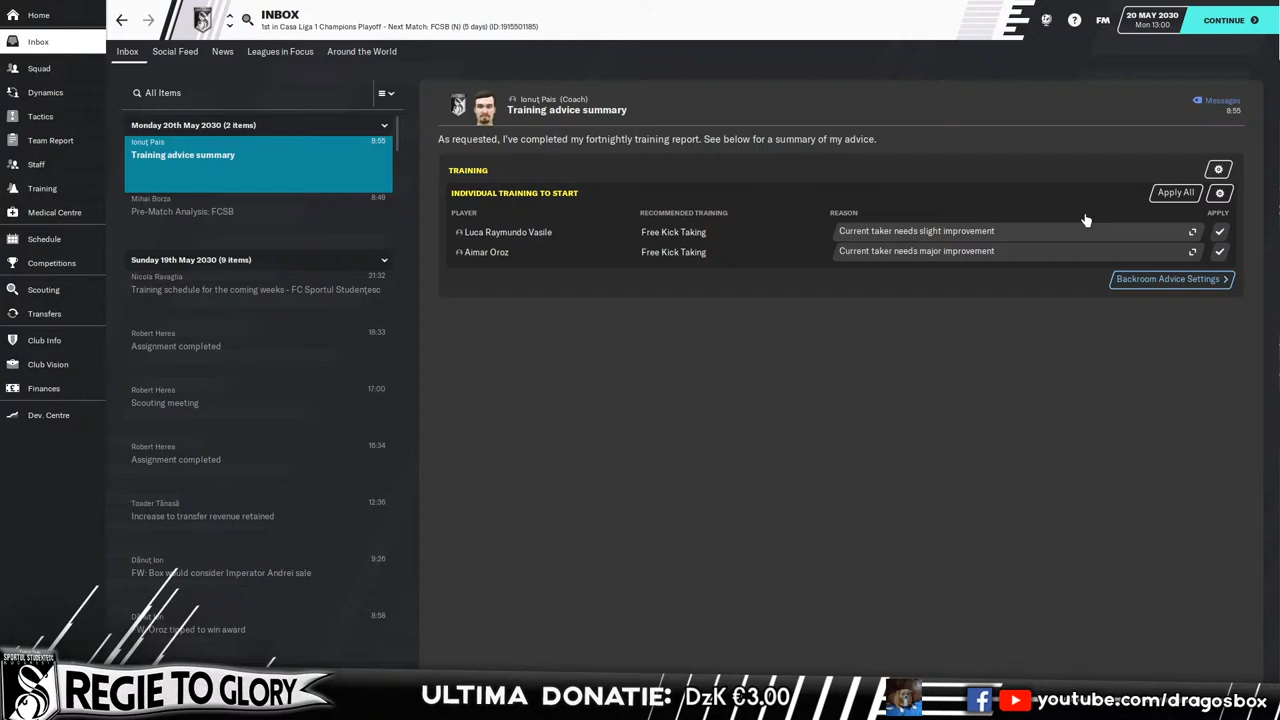 Home
Inbox
Squad
Dynamics
Tactics
Team Report
Staff
Training
Medical Centre
Schedule
Competitions
Scouting
Transfers
Club Info
Club Vision
Finances
Dev. Centre
INBOX
1st in Casa Liga 1 Champions Playoff - Next Match: FCSB (N) (5 days) (ID:1915501185)
FM
20 MAY 2030
Mon 13:00
CONTINUE
Inbox Social Feed News Leagues in Focus Around the World
All Items
Monday 20th May 2030 (2 items)
Ionuț Pais 8:55
Training advice summary
Mihai Borza 8:49
Pre-Match Analysis: FCSB
Sunday 19th May 2030 (9 items)
Nicola Ravaglia 21:32
Training schedule for the coming weeks - FC Sportul Studențesc
Robert Herea 18:33
Assignment completed
Robert Herea 17:00
Scouting meeting
Robert Herea 16:34
Assignment completed
Toader Tănasă 12:36
Increase to transfer revenue retained
Dănuț Ion 9:26
FW: Box would consider Imperator Andrei sale
Dănuț Ion 8:58
FW: Oroz tipped to win award
Ionuț Pais (Coach)
Training advice summary
Messages
8:55
As requested, I've completed my fortnightly training report. See below for a summary of my advice.
TRAINING
INDIVIDUAL TRAINING TO START Apply All
PLAYER RECOMMENDED TRAINING REASON APPLY
Luca Raymundo Vasile Free Kick Taking Current taker needs slight improvement
Aimar Oroz Free Kick Taking Current taker needs major improvement
Backroom Advice Settings
SPORTUL STUDENȚESC
REGIE TO GLORY
ULTIMA DONATIE: DzK €3.00
youtube.com/dragosbox